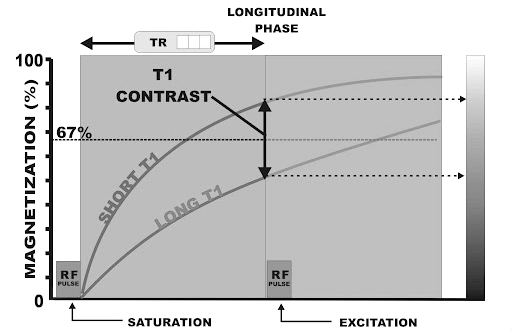 LONGITUDINAL
PHASE
TR
100
T1
CONTRAST
67%
MAGNETIZATION (%)
SHORT T1
LONG T1
RF
PULSE
RF
PULSE
0
SATURATION
EXCITATION